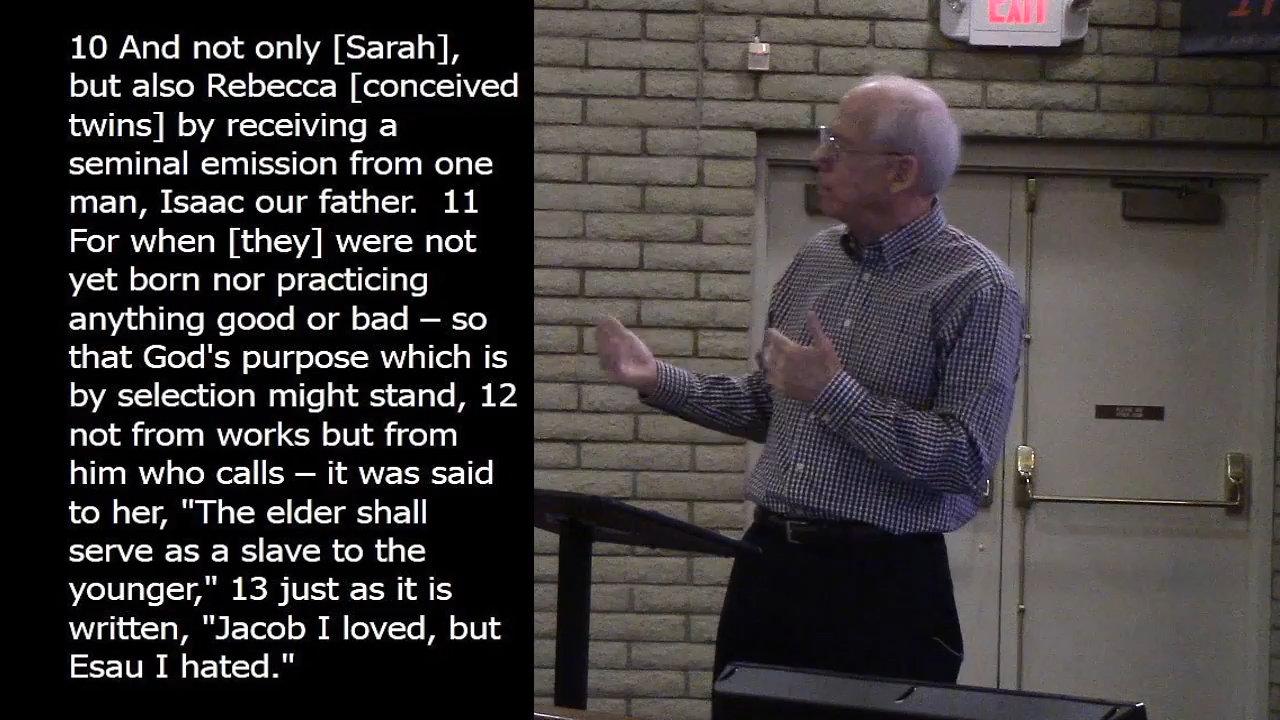 10 And not only [Sarah],
but also Rebecca [conceived
twins] by receiving a
seminal emission from one
man, Isaac our father.  11
For when [they] were not
yet born nor practicing
anything good or bad – so
that God's purpose which is
by selection might stand, 12
not from works but from
him who calls – it was said
to her, "The elder shall
serve as a slave to the
younger," 13 just as it is
written, "Jacob I loved, but
Esau I hated."
EXIT